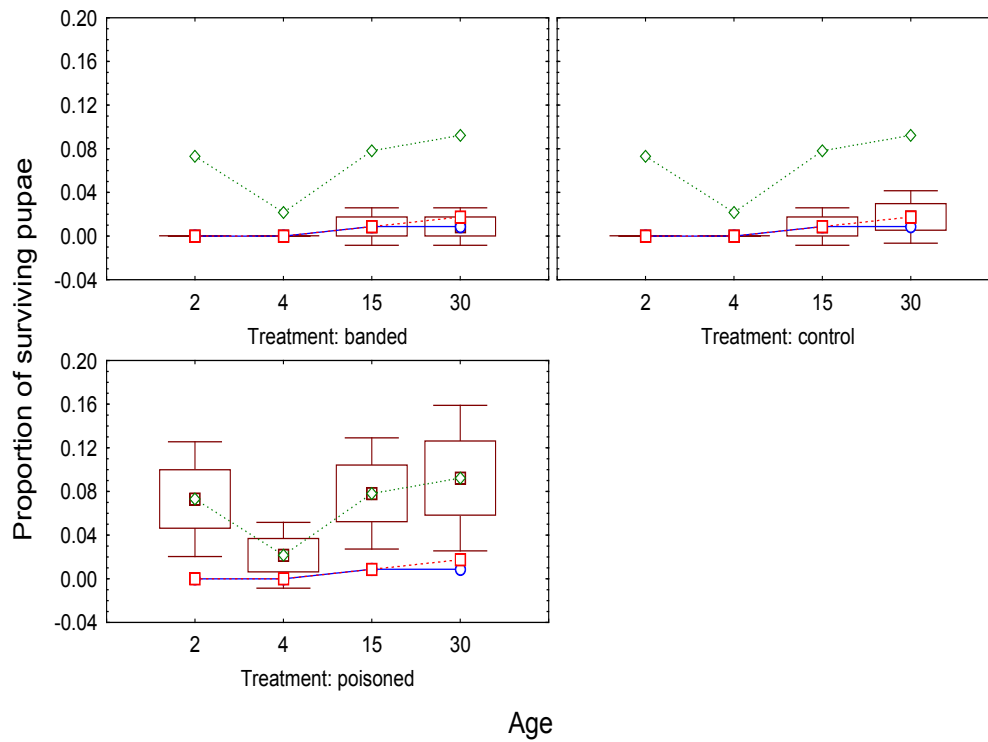 Proportion of surviving pupae
0.20
0.16
0.12
0.08
0.04
0.00
-0.04
2 4 15 30
Treatment: banded
2 4 15 30
Treatment: control
0.20
0.16
0.12
0.08
0.04
0.00
-0.04
2 4 15 30
Treatment: poisoned
Age